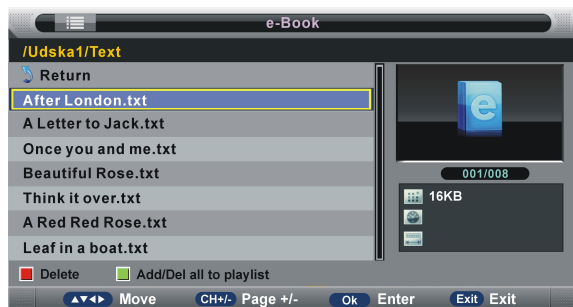 e-Book
/Udska1/Text
Return
After London.txt
A Letter to Jack.txt
Once you and me.txt
Beautiful Rose.txt
Think it over.txt
A Red Red Rose.txt
Leaf in a boat.txt
e
001/008
16KB
Delete Add/Del all to playlist
Move CH+/- Page +/- Ok Enter Exit Exit